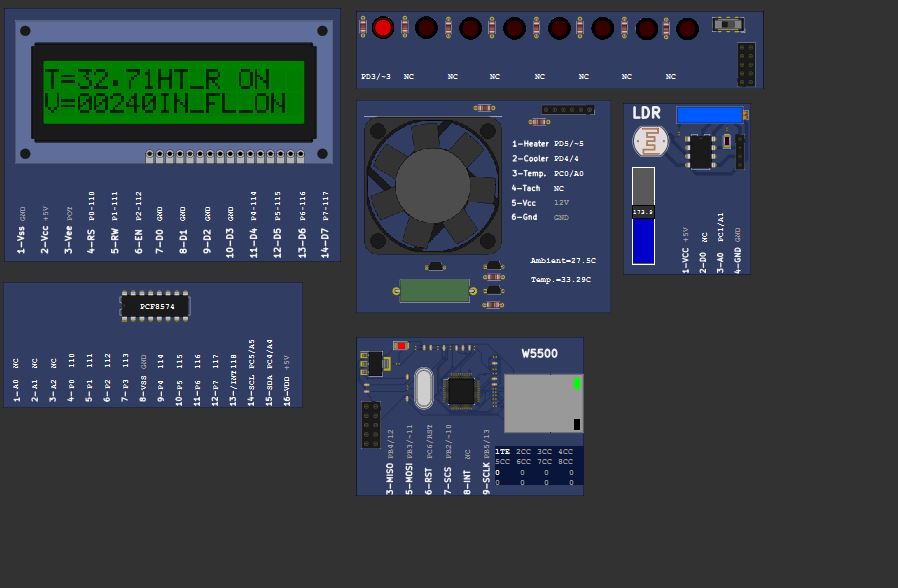 T=32.71HT_R ON
V=00240IN_FL_ON
1-Vss GND
2-Vcc +5V
3-Vee POT
4-RS P0-110
5-RW P1-111
6-EN P2-112
7-D0 GND
8-D1 GND
9-D2 GND
10-D3 GND
11-D4 P4-114
12-D5 P5-115
13-D6 P6-116
14-D7 P7-117
PD3/~3 NC NC NC NC NC NC NC
1-Heater PD5/~5
2-Cooler PD4/4
3-Temp. PC0/A0
4-Tach NC
5-Vcc 12V
6-Gnd GND
Ambient=27.5C
Temp.=33.29C
LDR
173.9
1-VCC +5V
2-D0 NC
3-A0 PC1/A1
4-GND GND
PCF8574
1-A0 NC
2-A1 NC
3-A2 NC
4-P0 110
5-P1 111
6-P2 112
7-P3 113
8-VSS GND
9-P4 114
10-P5 115
11-P6 116
12-P7 117
13-/INT118
14-SCL PC5/A5
15-SDA PC4/A4
16-VDD +5V
W5500
3-MISO PB4/12
5-MOSI PB3/~11
6-RST PC6/RST
7-SCS PB2/~10
8-INT NC
9-SCLK PB5/13
1TE 2CC 3CC 4CC
5CC 6CC 7CC 8CC
0 0 0 0
0 0 0 0